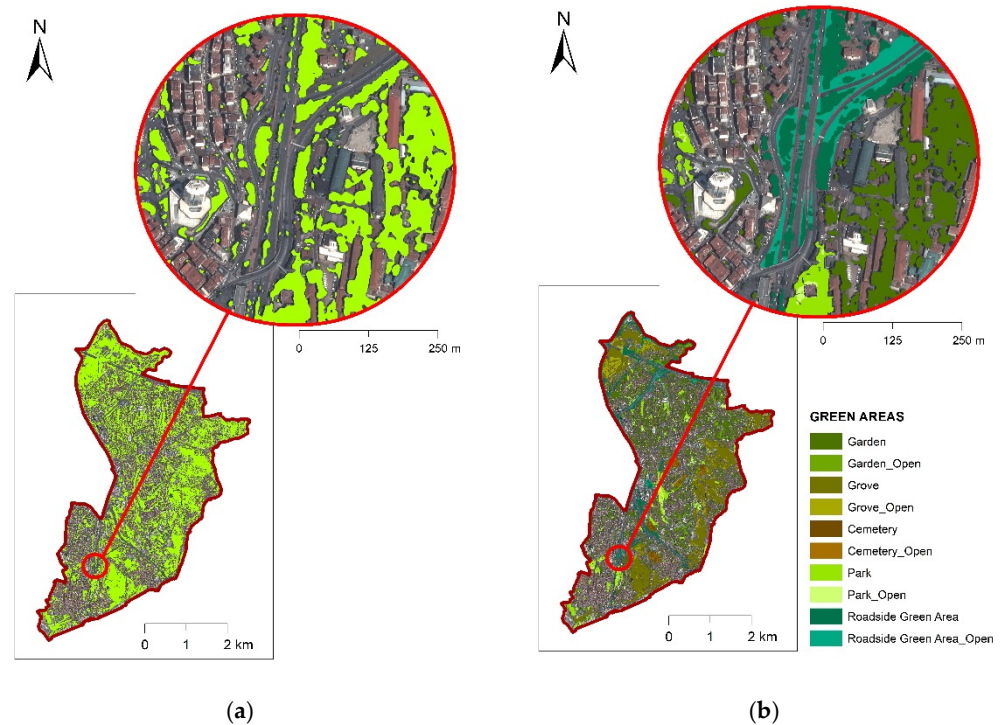 N
0 125 250 m
0 1 2 km
(a)
N
0 125 250 m
0 1 2 km
GREEN AREAS
Garden
Garden_Open
Grove
Grove_Open
Cemetery
Cemetery_Open
Park
Park_Open
Roadside Green Area
Roadside Green Area_Open
(b)